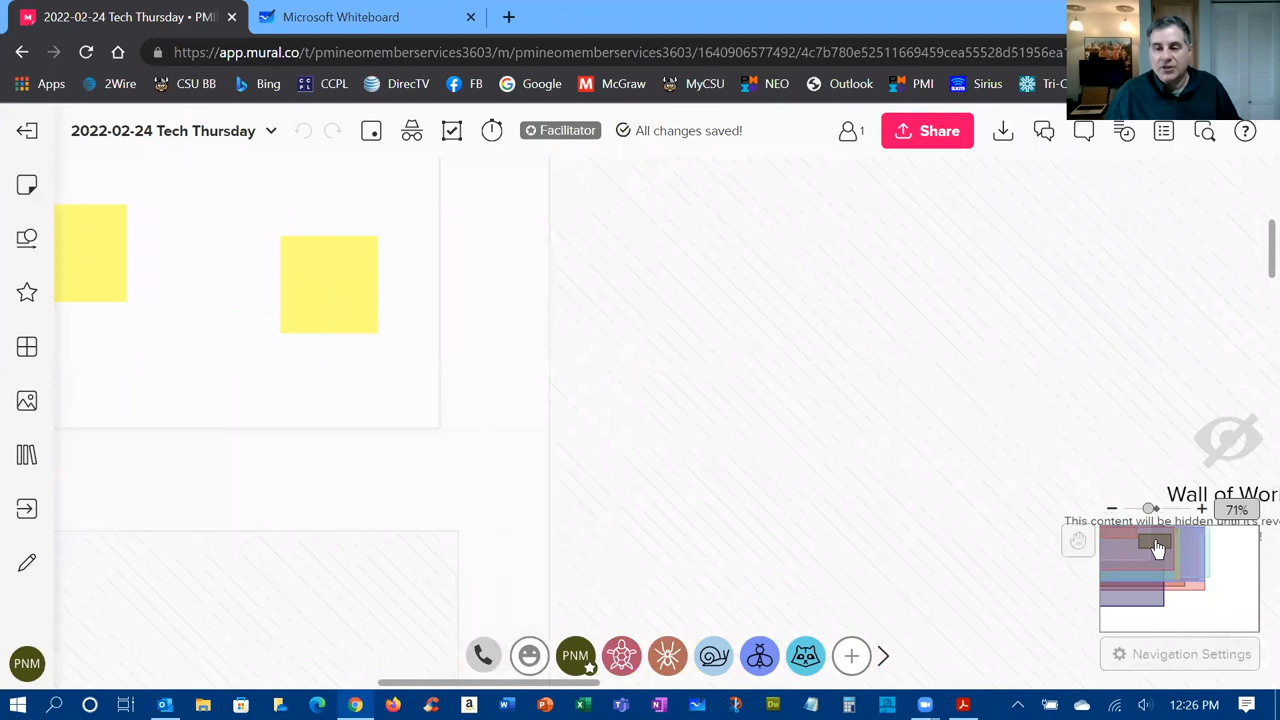 2022-02-24 Tech Thursday • PMI
Microsoft Whiteboard
https://app.mural.co/t/pmineomemberservices3603/m/pmineomemberservices3603/1640906577492/4c7b780e52511669459cea55528d51956ea
Apps
2Wire
CSU BB
Bing
CCPL
DirecTV
FB
Google
McGraw
MyCSU
NEO
Outlook
PMI
Sirius
Tri-C
2022-02-24 Tech Thursday
Facilitator
All changes saved!
1
Share
Wall of Wor
71%
This content will be hidden until it's reve
Navigation Settings
PNM
PNM
12:26 PM